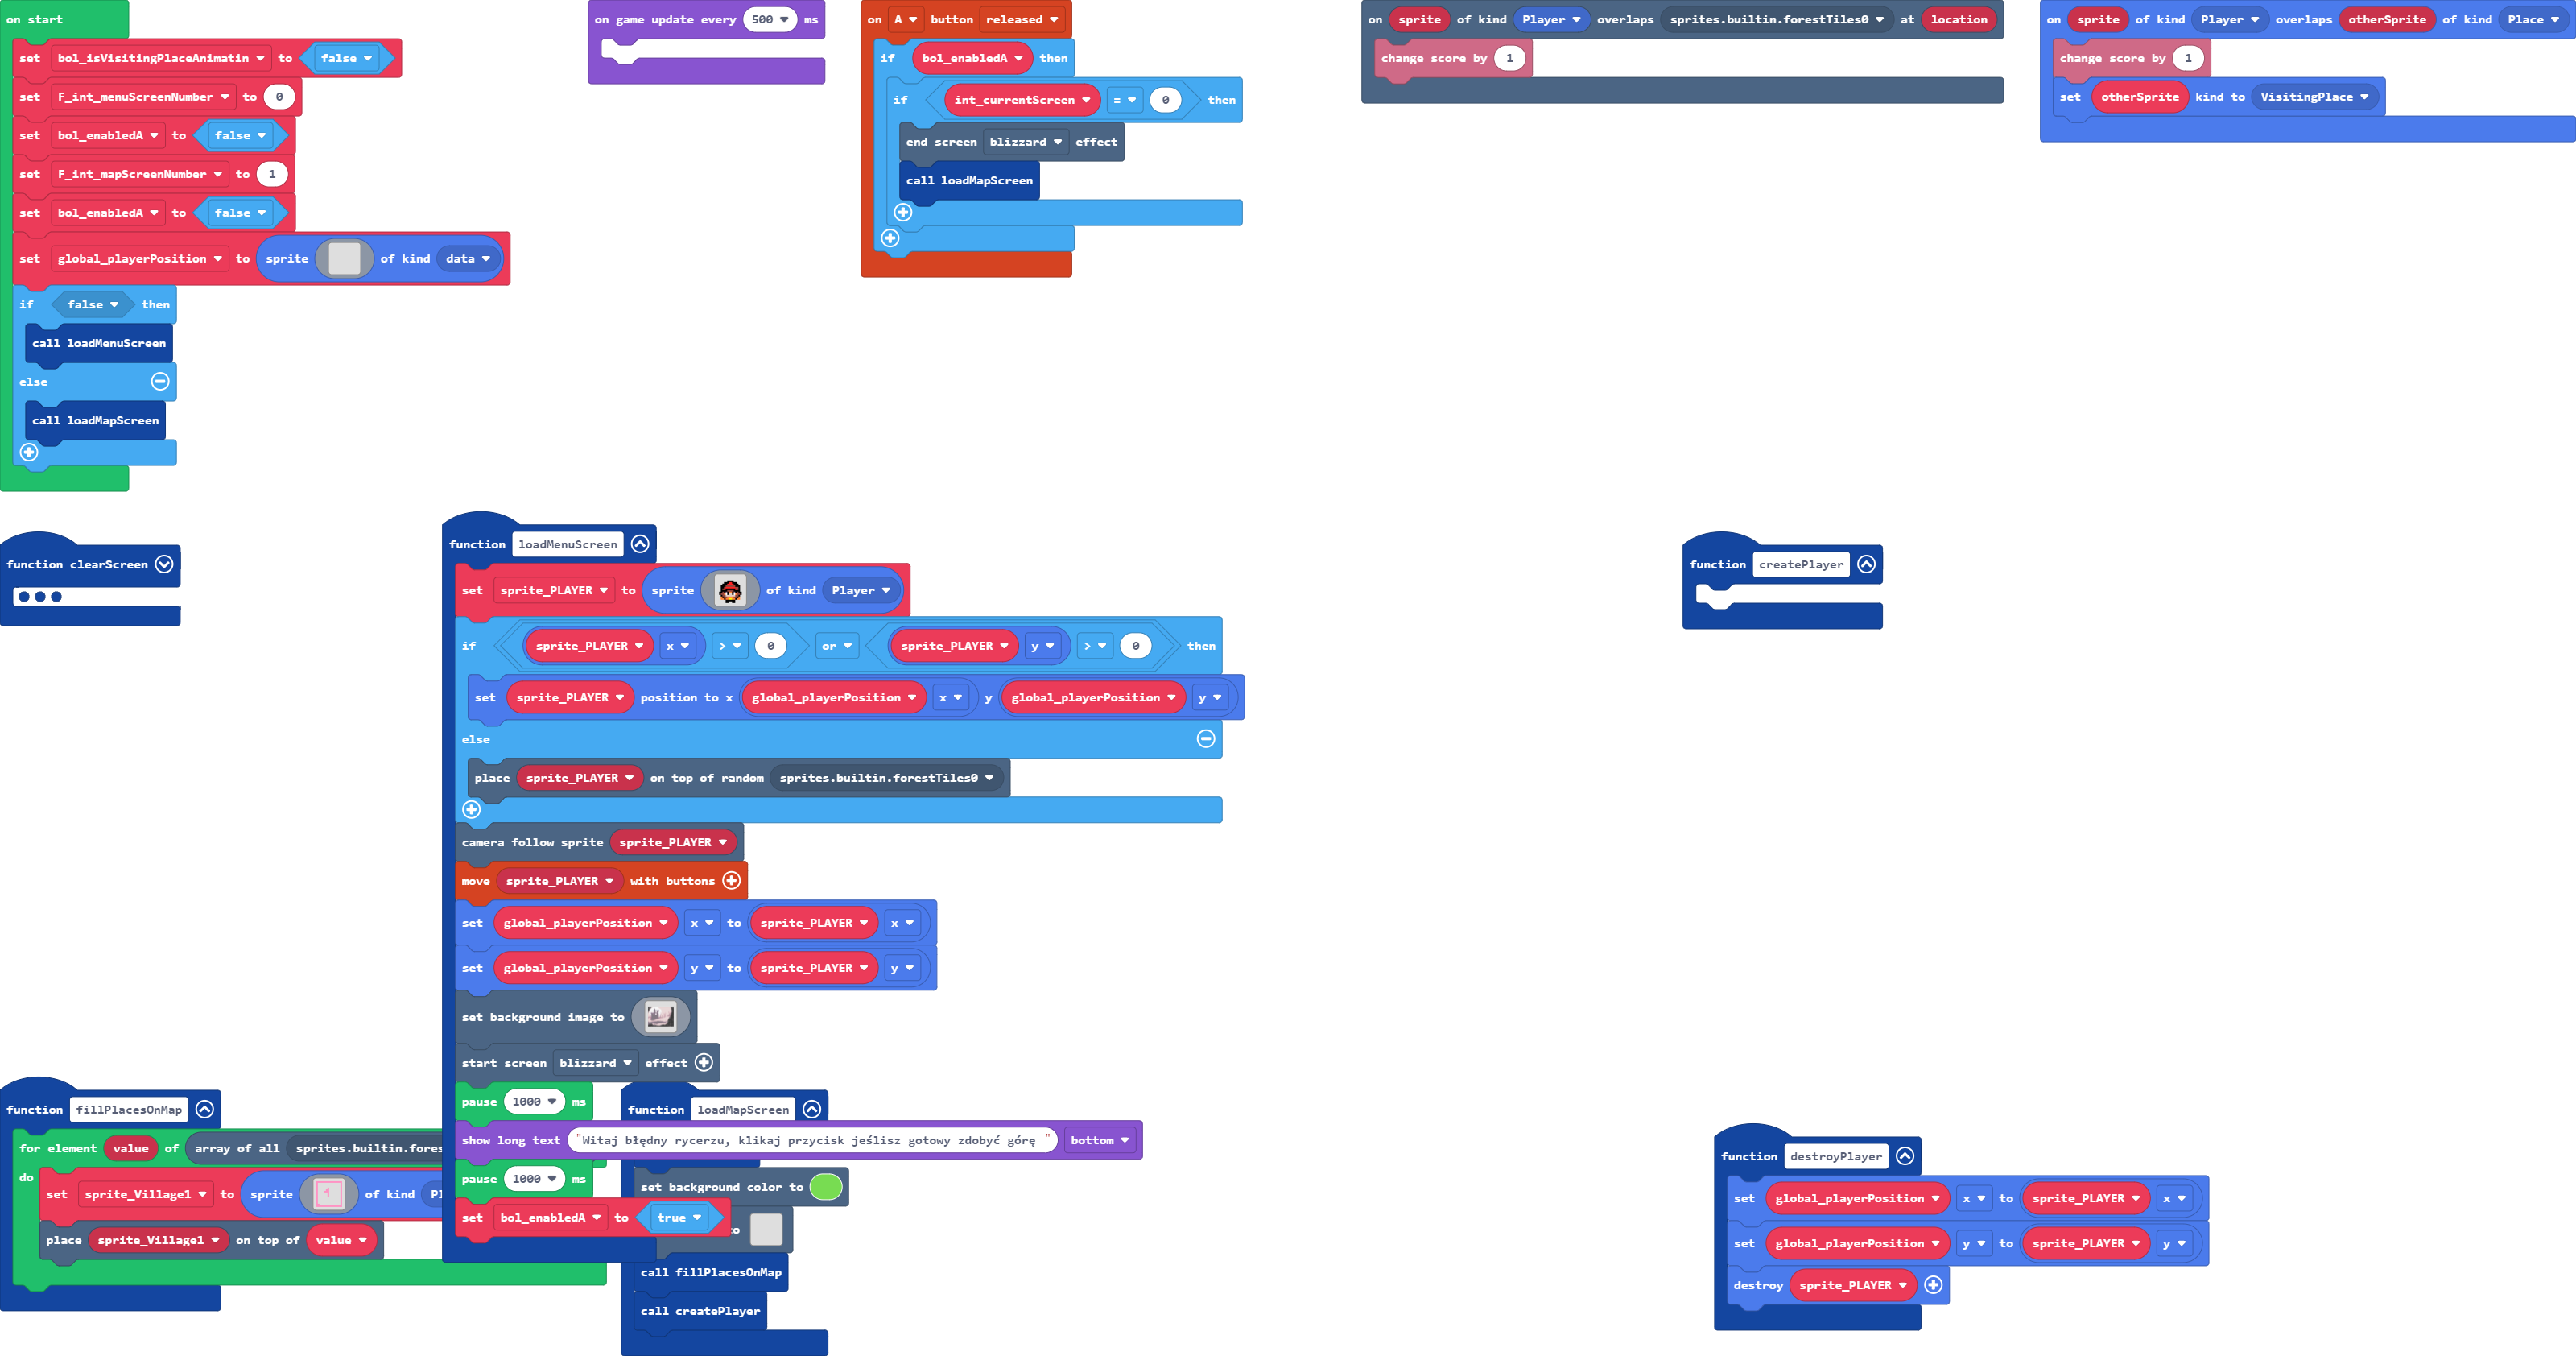 on start
set bol_isVisitingPlaceAnimatin to false
set F_int_menuScreenNumber to 0
set bol_enabledA to false
set F_int_mapScreenNumber to 1
set bol_enabledA to false
set global_playerPosition to sprite of kind data
if false then
call loadMenuScreen
else
call loadMapScreen
on game update every 500 ms
on A button released
if bol_enabledA then
if int_currentScreen = 0 then
end screen blizzard effect
call loadMapScreen
on sprite of kind Player overlaps sprites.builtin.forestTiles0 at location
change score by 1
on sprite of kind Player overlaps otherSprite of kind Place
change score by 1
set otherSprite kind to VisitingPlace
function clearScreen
function loadMenuScreen
set sprite_PLAYER to sprite of kind Player
if sprite_PLAYER x > 0 or sprite_PLAYER y > 0 then
set sprite_PLAYER position to x global_playerPosition x y global_playerPosition y
else
place sprite_PLAYER on top of random sprites.builtin.forestTiles0
camera follow sprite sprite_PLAYER
move sprite_PLAYER with buttons
set global_playerPosition x to sprite_PLAYER x
set global_playerPosition y to sprite_PLAYER y
set background image to
start screen blizzard effect
pause 1000 ms
show long text "Witaj błędny rycerzu, klikaj przycisk jeślisz gotowy zdobyć górę " bottom
pause 1000 ms
set bol_enabledA to true
function createPlayer
function fillPlacesOnMap
for element value of array of all sprites.builtin.fores
do
set sprite_Village1 to sprite 1 of kind Pl
place sprite_Village1 on top of value
function loadMapScreen
set background color to
call fillPlacesOnMap
call createPlayer
function destroyPlayer
set global_playerPosition x to sprite_PLAYER x
set global_playerPosition y to sprite_PLAYER y
destroy sprite_PLAYER